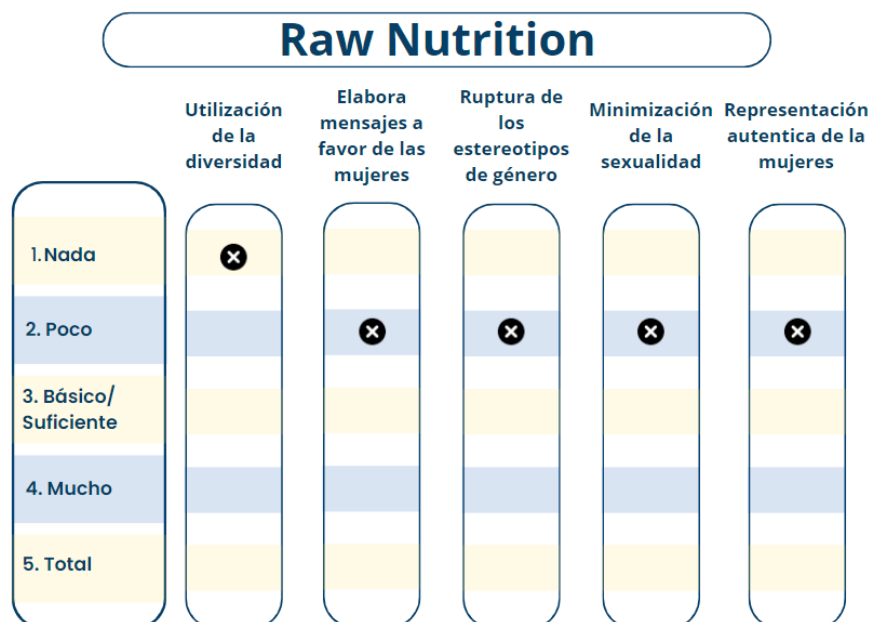 Raw Nutrition
Utilización
de la
diversidad
Elabora
mensajes a
favor de las
mujeres
Ruptura de
los
estereotipos
de género
Minimización
de la
sexualidad
Representación
autentica de la
mujeres
1. Nada
2. Poco
3. Básico/
Suficiente
4. Mucho
5. Total